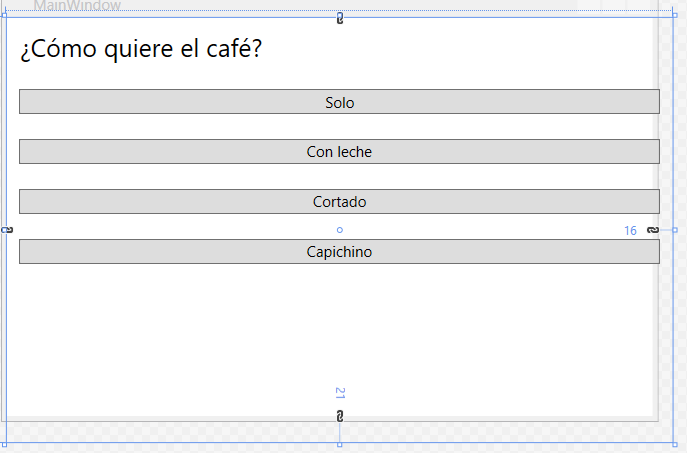 MainWindow
¿Cómo quiere el café?
Solo
Con leche
Cortado
16
Capichino
21